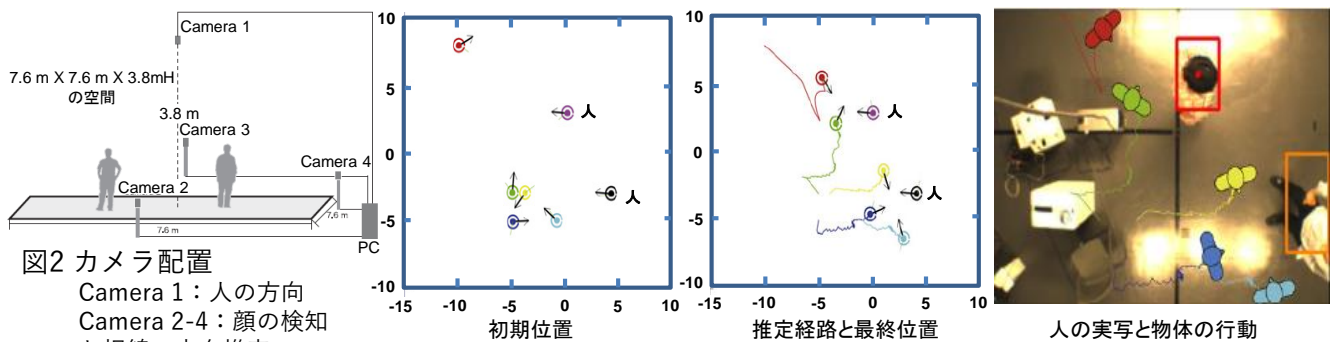 Camera 1
7.6 m X 7.6 m X 3.8mH
の空間
3.8 m
Camera 3
Camera 4
Camera 2
7.6 m
7.6 m
PC
図2 カメラ配置
Camera 1：人の方向
Camera 2-4：顔の検知
10
5
0
-5
-10
-15
-10
-5
0
5
10
人
人
初期位置
10
5
0
-5
-10
-15
-10
-5
0
5
10
人
人
推定経路と最終位置
人の実写と物体の行動